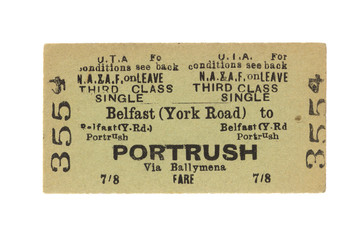 U.T.A Fo U.T.A. For
conditions see back conditions see back
N.A.& A.F. on LEAVE N.A.& A.F. on LEAVE
THIRD CLASS THIRD CLASS
SINGLE SINGLE
Belfast (York Road) to
Belfast (Y.Rd.) Belfast (Y.Rd
Portrush Portrush
PORTRUSH
Via Ballymena
7/8 FARE 7/8
3554
3554